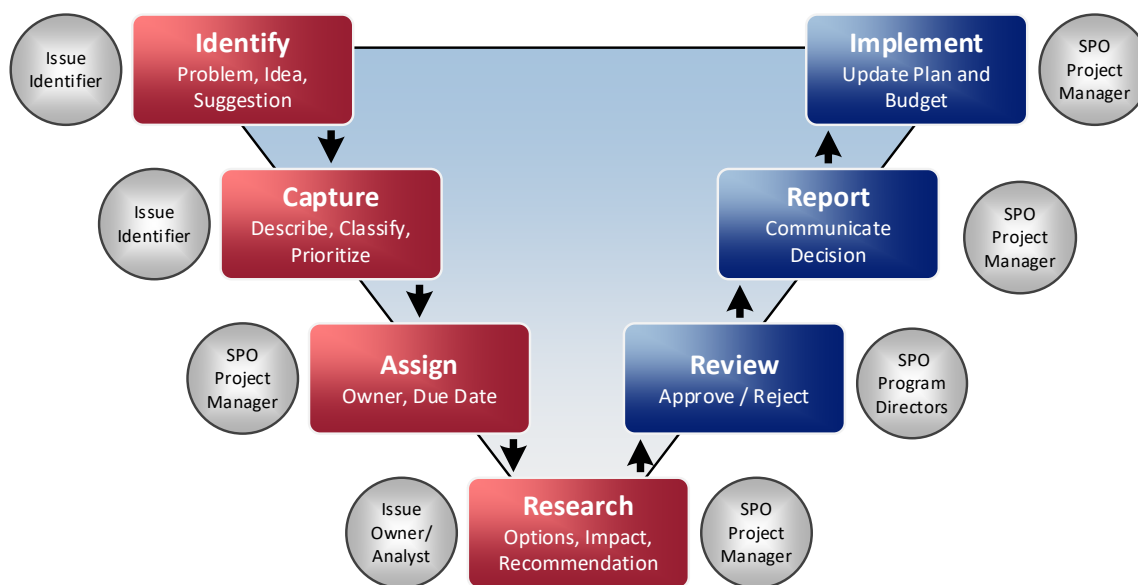 Issue
Identifier
Identify
Problem, Idea,
Suggestion
Implement
Update Plan and
Budget
SPO
Project
Manager
Issue
Identifier
Capture
Describe, Classify,
Prioritize
Report
Communicate
Decision
SPO
Project
Manager
SPO
Project
Manager
Assign
Owner, Due Date
Review
Approve / Reject
SPO
Program
Directors
Issue
Owner/
Analyst
Research
Options, Impact,
Recommendation
SPO
Project
Manager